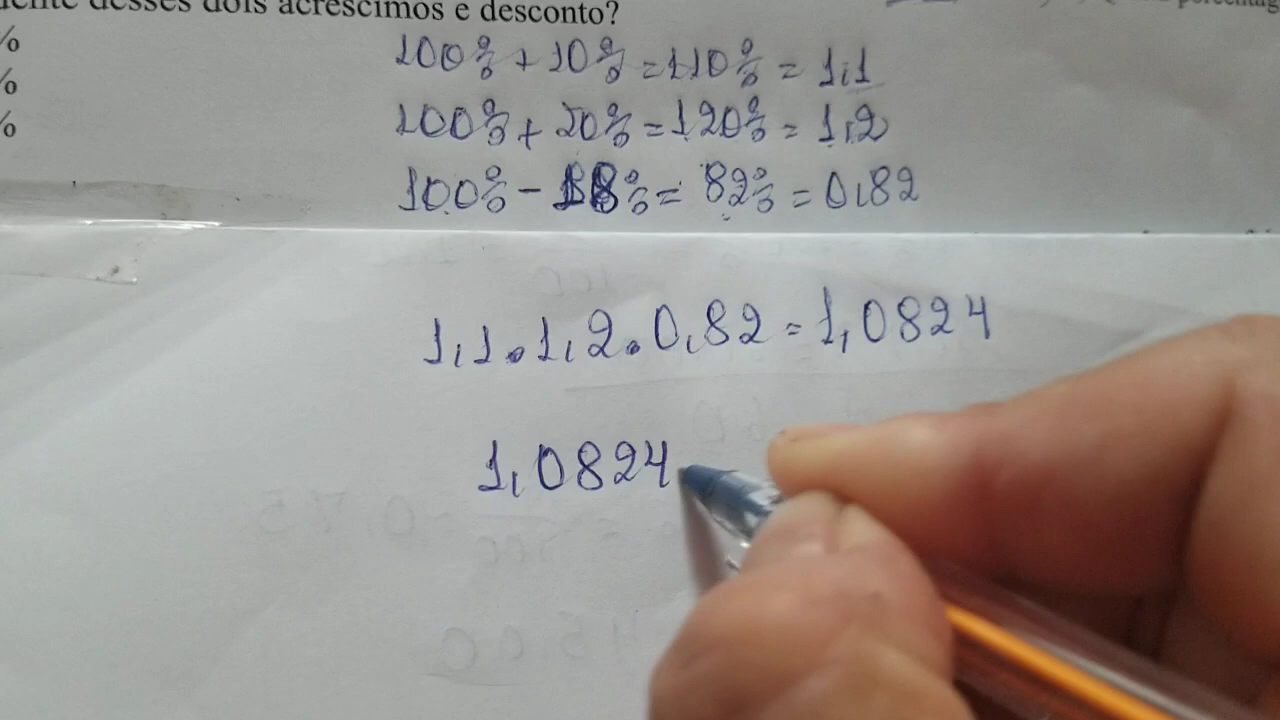 desses dois acréscimos e desconto?
%
100% + 10% = 110% = 1,1
%
100% + 20% = 120% = 1,2
%
100% - 18% = 82% = 0,82
1,1 . 1,2 . 0,82 = 1,0824
1,0824